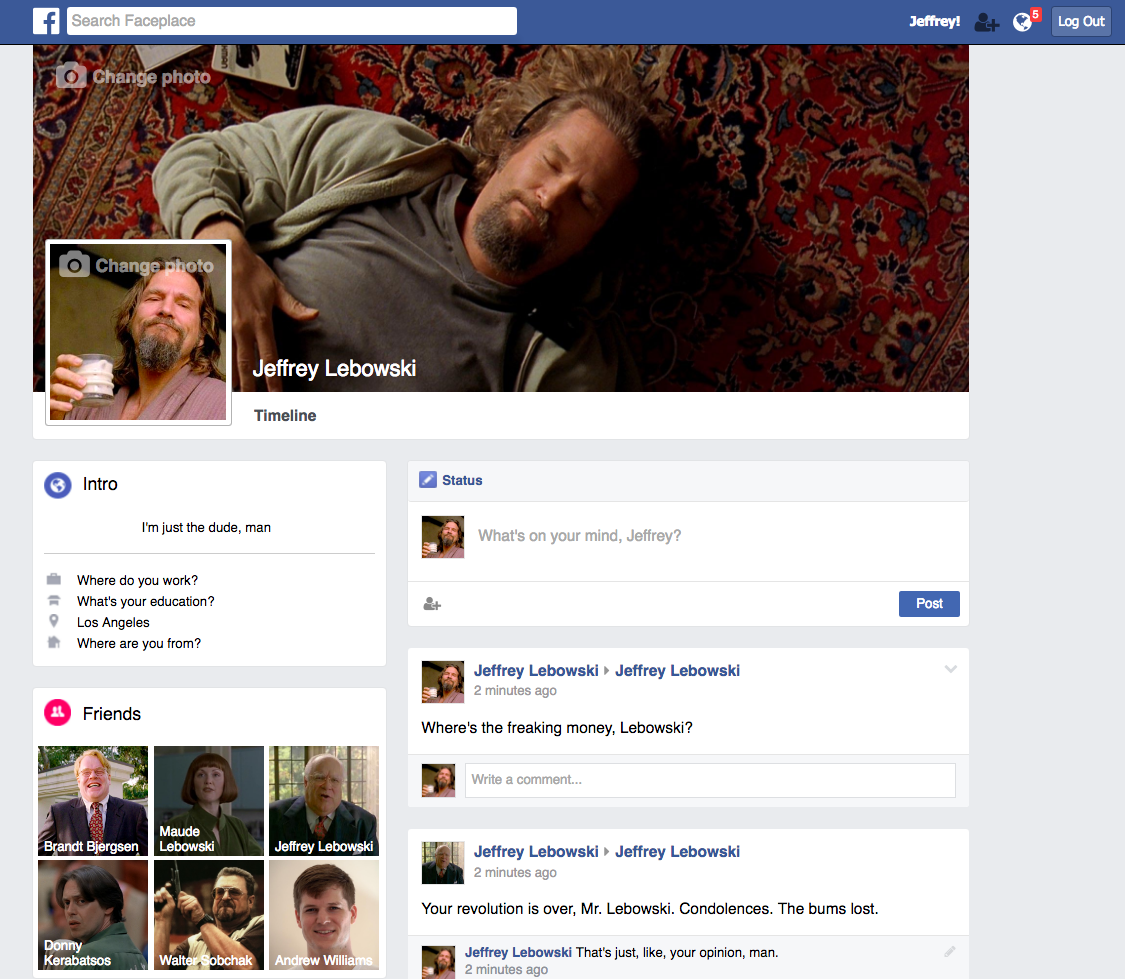 Search Faceplace
Jeffrey!
5
Log Out
Change photo
Change photo
Jeffrey Lebowski
Timeline
Intro
I'm just the dude, man
Where do you work?
What's your education?
Los Angeles
Where are you from?
Friends
Brandt Bjergsen
Maude
Lebowski
Jeffrey Lebowski
Donny
Kerabatsos
Walter Sobchak
Andrew Williams
Status
What's on your mind, Jeffrey?
Post
Jeffrey Lebowski Jeffrey Lebowski
2 minutes ago
Where's the freaking money, Lebowski?
Write a comment...
Jeffrey Lebowski Jeffrey Lebowski
2 minutes ago
Your revolution is over, Mr. Lebowski. Condolences. The bums lost.
Jeffrey Lebowski That's just, like, your opinion, man.
2 minutes ago